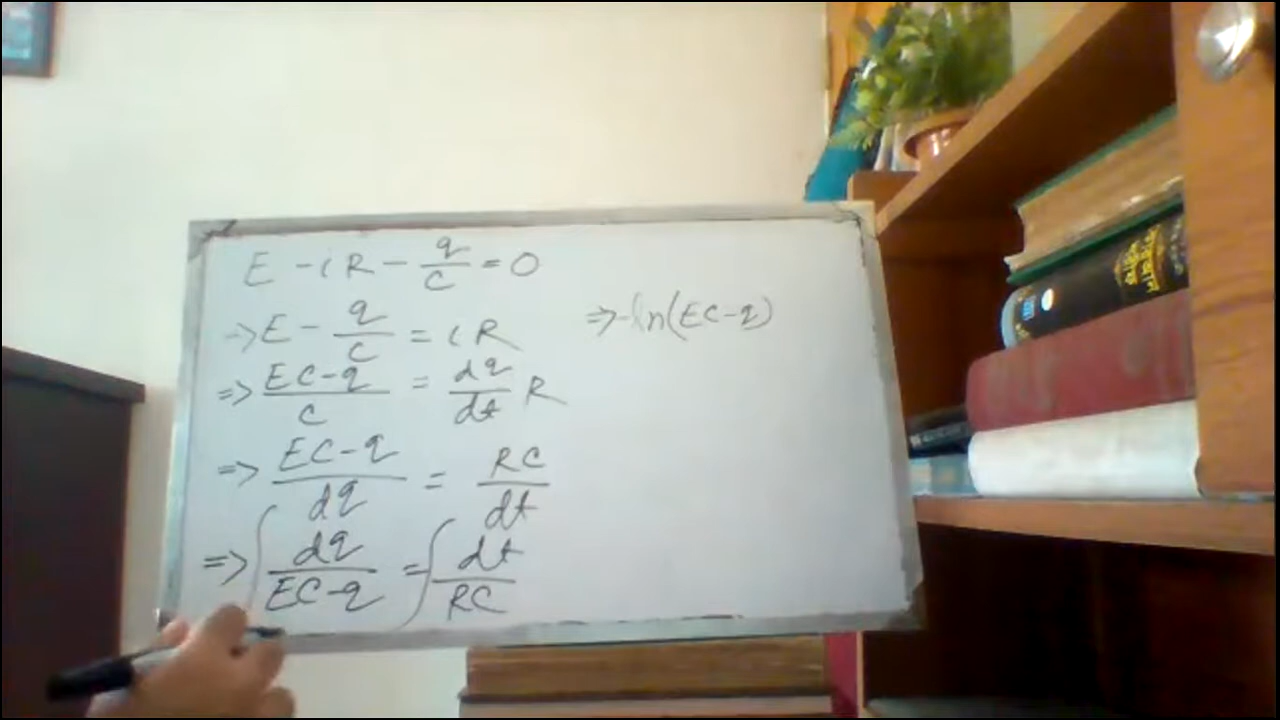 E - iR - q/C = 0
→ E - q/C = iR
⇒ EC-q/C = dq/dt R
⇒ EC-q/dq = RC/dt
⇒ ∫ dq/EC-q = ∫ dt/RC
⇒ -ln(EC-q)